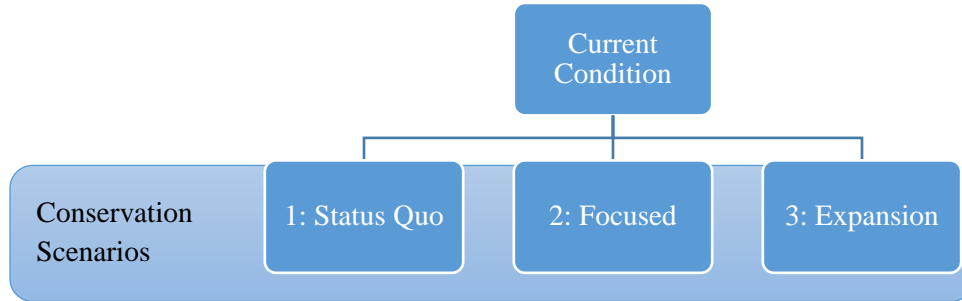 Current
Condition
Conservation
Scenarios
1: Status Quo
2: Focused
3: Expansion